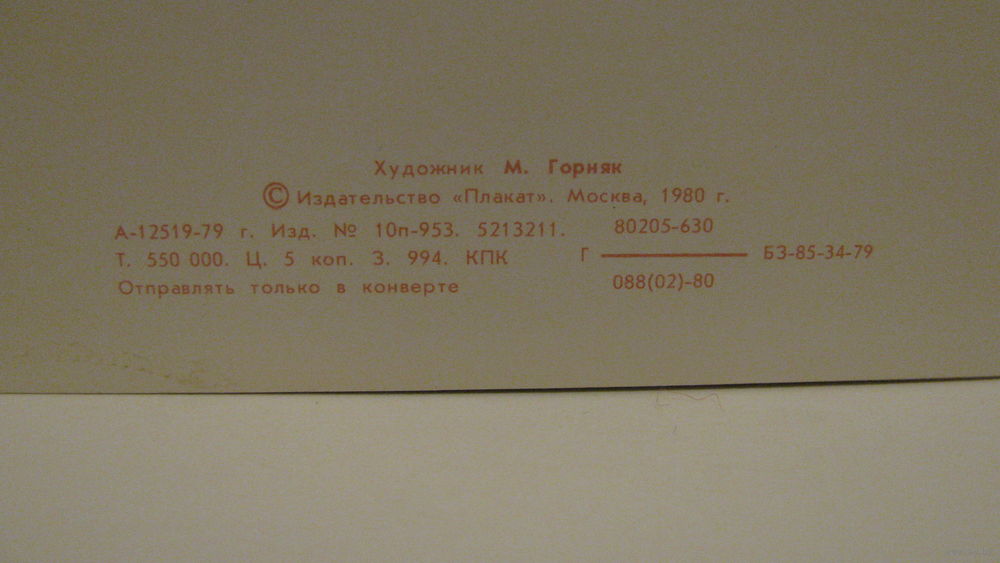 Художник М. Горняк
© Издательство «Плакат». Москва, 1980 г.
А-12519-79 г. Изд. № 10п-953. 5213211.
Т. 550 000. Ц. 5 коп. З. 994. КПК
Отправлять только в конверте
80205-630
Г ——— БЗ-85-34-79
088(02)-80